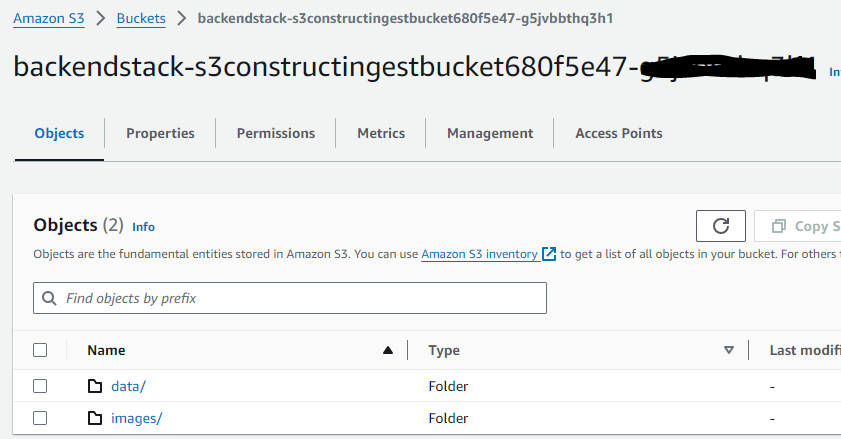 Amazon S3 > Buckets > backendstack-s3constructingestbucket680f5e47-g5jvbbthq3h1
backendstack-s3constructingestbucket680f5e47- In
Objects Properties Permissions Metrics Management Access Points
Objects (2) Info
Copy S
Objects are the fundamental entities stored in Amazon S3. You can use Amazon S3 inventory to get a list of all objects in your bucket. For others
Find objects by prefix
Name Type Last modifi
data/ Folder -
images/ Folder -